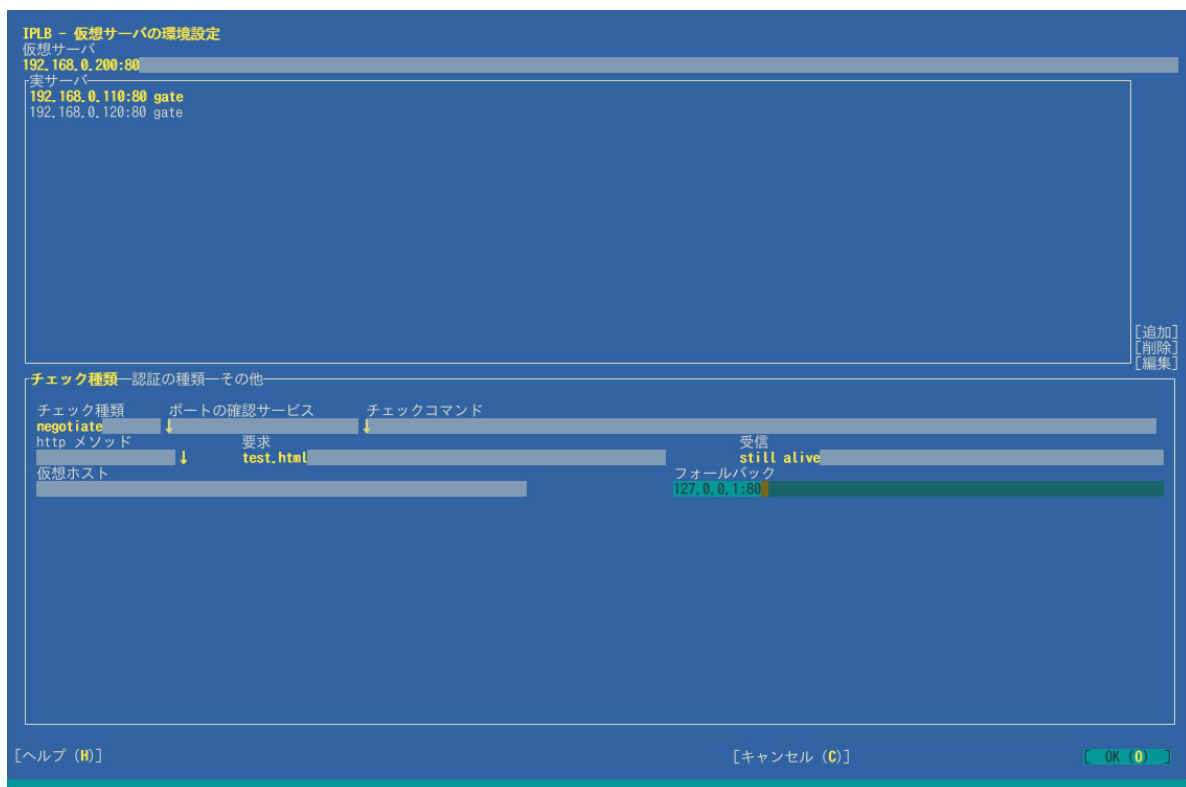 IPLB - 仮想サーバの環境設定
仮想サーバ
192.168.0.200:80
実サーバ
192.168.0.110:80 gate
192.168.0.120:80 gate
[追加]
[削除]
[編集]
チェック種類 認証の種類 その他
チェック種類 ポートの確認サービス チェックコマンド
negotiate ↓ ↓
http メソッド 要求 受信
↓ test.html still alive
仮想ホスト フォールバック
127.0.0.1:80
[ヘルプ (H)] [キャンセル (C)] [ OK (O) ]